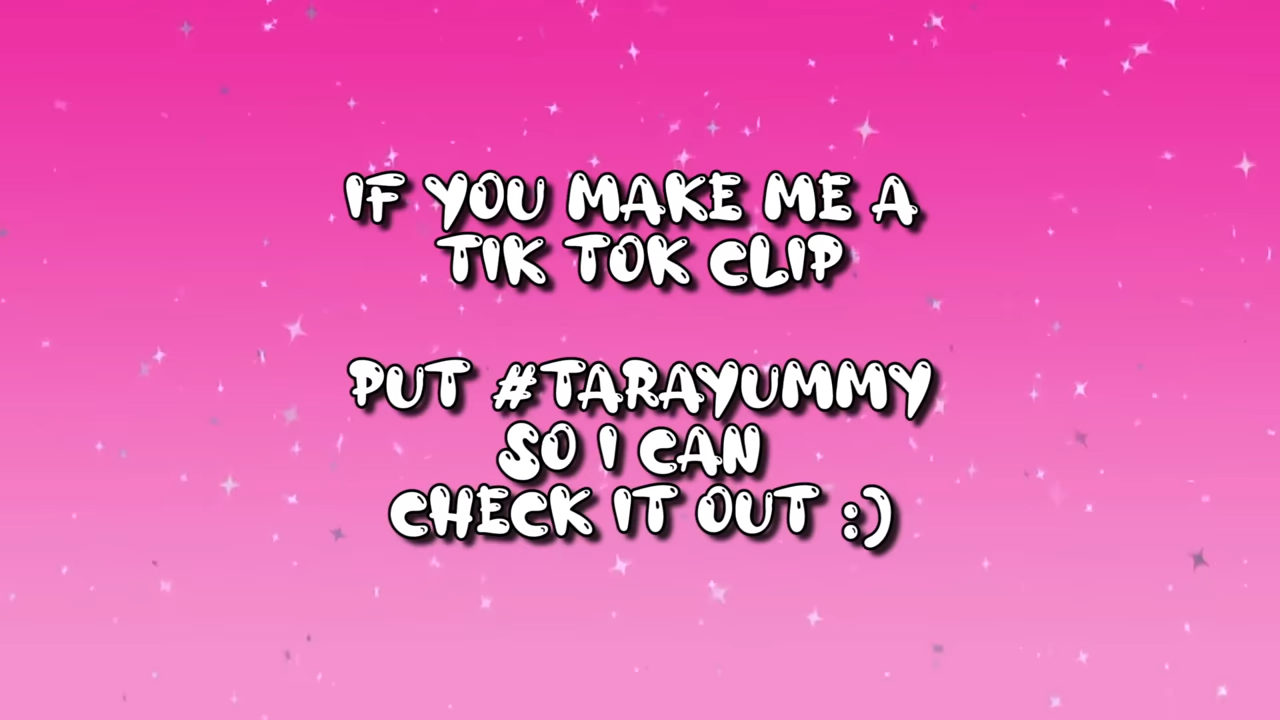 IF YOU MAKE ME A
TIK TOK CLIP
PUT #TARAYUMMY
SO I CAN
CHECK IT OUT :)